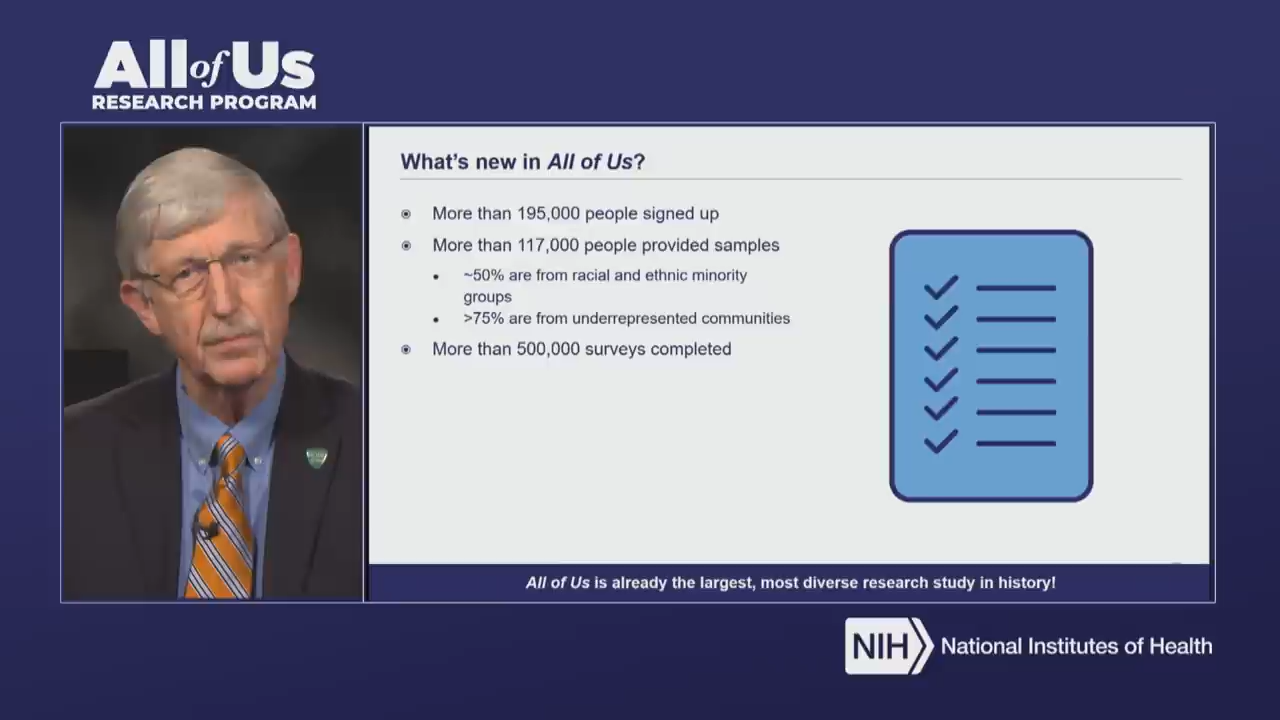 All of Us
RESEARCH PROGRAM
What's new in All of Us?
More than 195,000 people signed up
More than 117,000 people provided samples
~50% are from racial and ethnic minority
groups
>75% are from underrepresented communities
More than 500,000 surveys completed
All of Us is already the largest, most diverse research study in history!
NIH National Institutes of Health